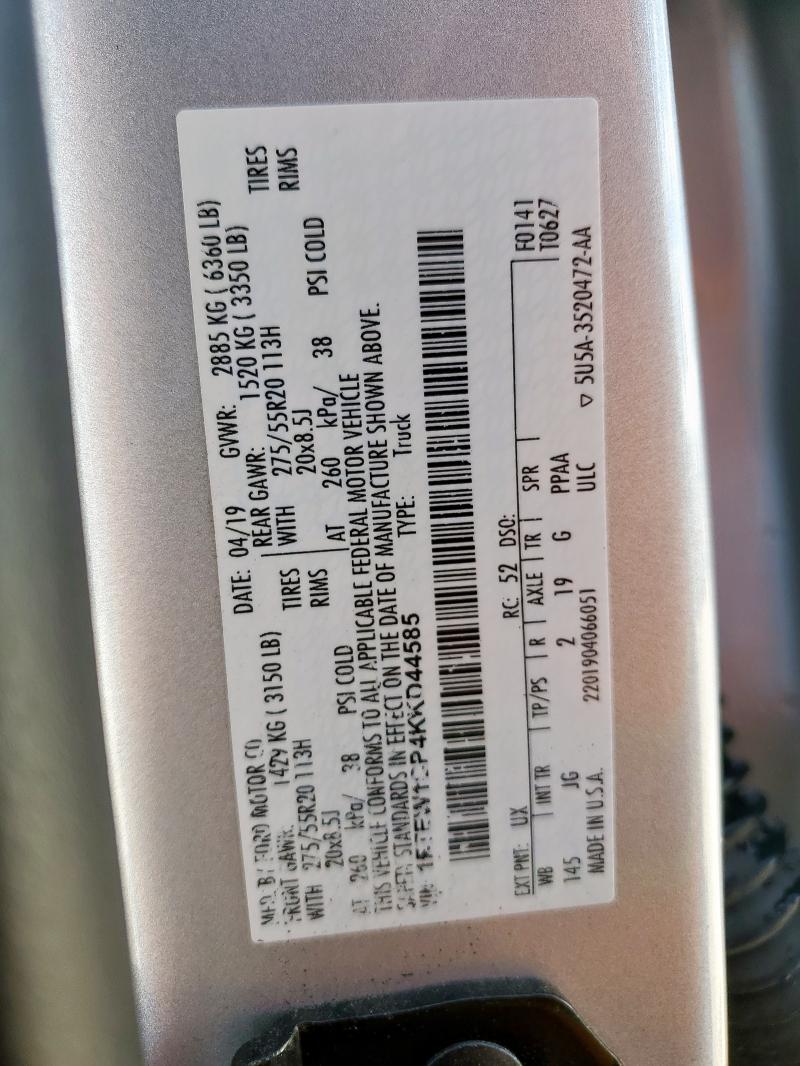 MFD. BY FORD MOTOR CO.
DATE: 04/19 GVWR: 2885 KG ( 6360 LB)
FRONT GAWR: 1429 KG ( 3150 LB) REAR GAWR: 1520 KG ( 3350 LB)
WITH 275/55R20 113H TIRES WITH 275/55R20 113H TIRES
20x8.5J RIMS 20x8.5J RIMS
AT 260 kPa/ 38 PSI COLD AT 260 kPa/ 38 PSI COLD
THIS VEHICLE CONFORMS TO ALL APPLICABLE FEDERAL MOTOR VEHICLE
SAFETY STANDARDS IN EFFECT ON THE DATE OF MANUFACTURE SHOWN ABOVE.
VIN: TYPE: Truck
F0141
T0627
EXT PNT: UX RC: 52 DSO:
WB INT TR TP/PS R AXLE TR SPR
145 JG 2 19 G PPAA
ULC
MADE IN U.S.A. 2201904066051 ▽ 5U5A-3520472-AA